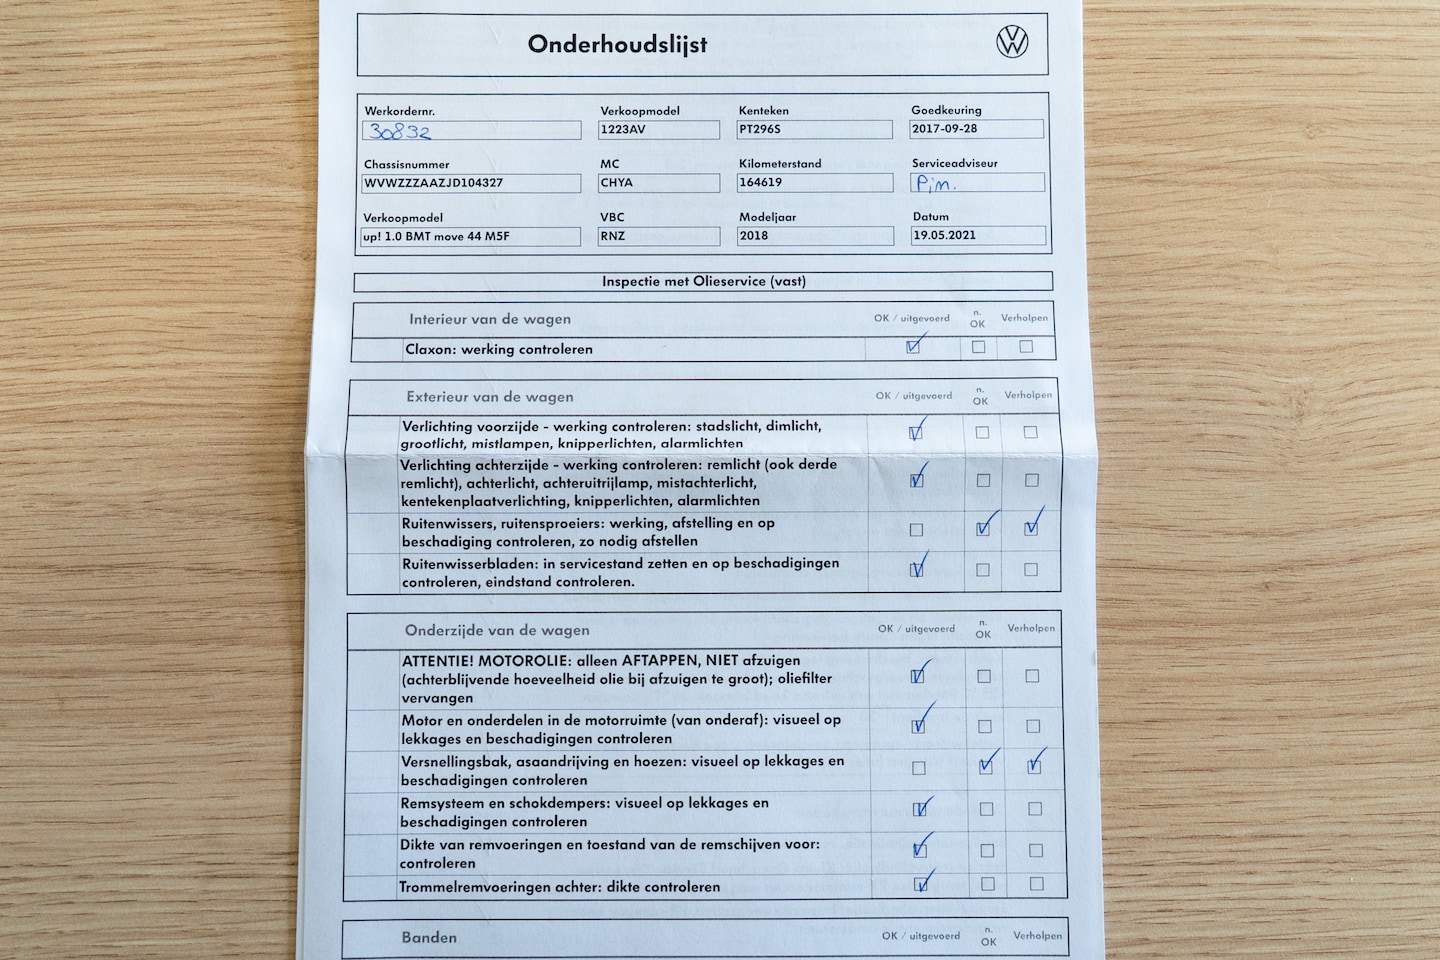 Onderhoudslijst
Werkordernr. Verkoopmodel Kenteken Goedkeuring
30832 1223AV PT296S 2017-09-28
Chassisnummer MC Kilometerstand Serviceadviseur
WVWZZZAAZJD104327 CHYA 164619 Pim.
Verkoopmodel VBC Modeljaar Datum
up! 1.0 BMT move 44 M5F RNZ 2018 19.05.2021
Inspectie met Olieservice (vast)
Interieur van de wagen OK / uitgevoerd n. OK Verholpen
Claxon: werking controleren
Exterieur van de wagen OK / uitgevoerd n. OK Verholpen
Verlichting voorzijde - werking controleren: stadslicht, dimlicht,
grootlicht, mistlampen, knipperlichten, alarmlichten
Verlichting achterzijde - werking controleren: remlicht (ook derde
remlicht), achterlicht, achteruitrijlamp, mistachterlicht,
kentekenplaatverlichting, knipperlichten, alarmlichten
Ruitenwissers, ruitensproeiers: werking, afstelling en op
beschadiging controleren, zo nodig afstellen
Ruitenwisserbladen: in servicestand zetten en op beschadigingen
controleren, eindstand controleren.
Onderzijde van de wagen OK / uitgevoerd n. OK Verholpen
ATTENTIE! MOTOROLIE: alleen AFTAPPEN, NIET afzuigen
(achterblijvende hoeveelheid olie bij afzuigen te groot); oliefilter
vervangen
Motor en onderdelen in de motorruimte (van onderaf): visueel op
lekkages en beschadigingen controleren
Versnellingsbak, asaandrijving en hoezen: visueel op lekkages en
beschadigingen controleren
Remsysteem en schokdempers: visueel op lekkages en
beschadigingen controleren
Dikte van remvoeringen en toestand van de remschijven voor:
controleren
Trommelremvoeringen achter: dikte controleren
Banden OK / uitgevoerd n. OK Verholpen